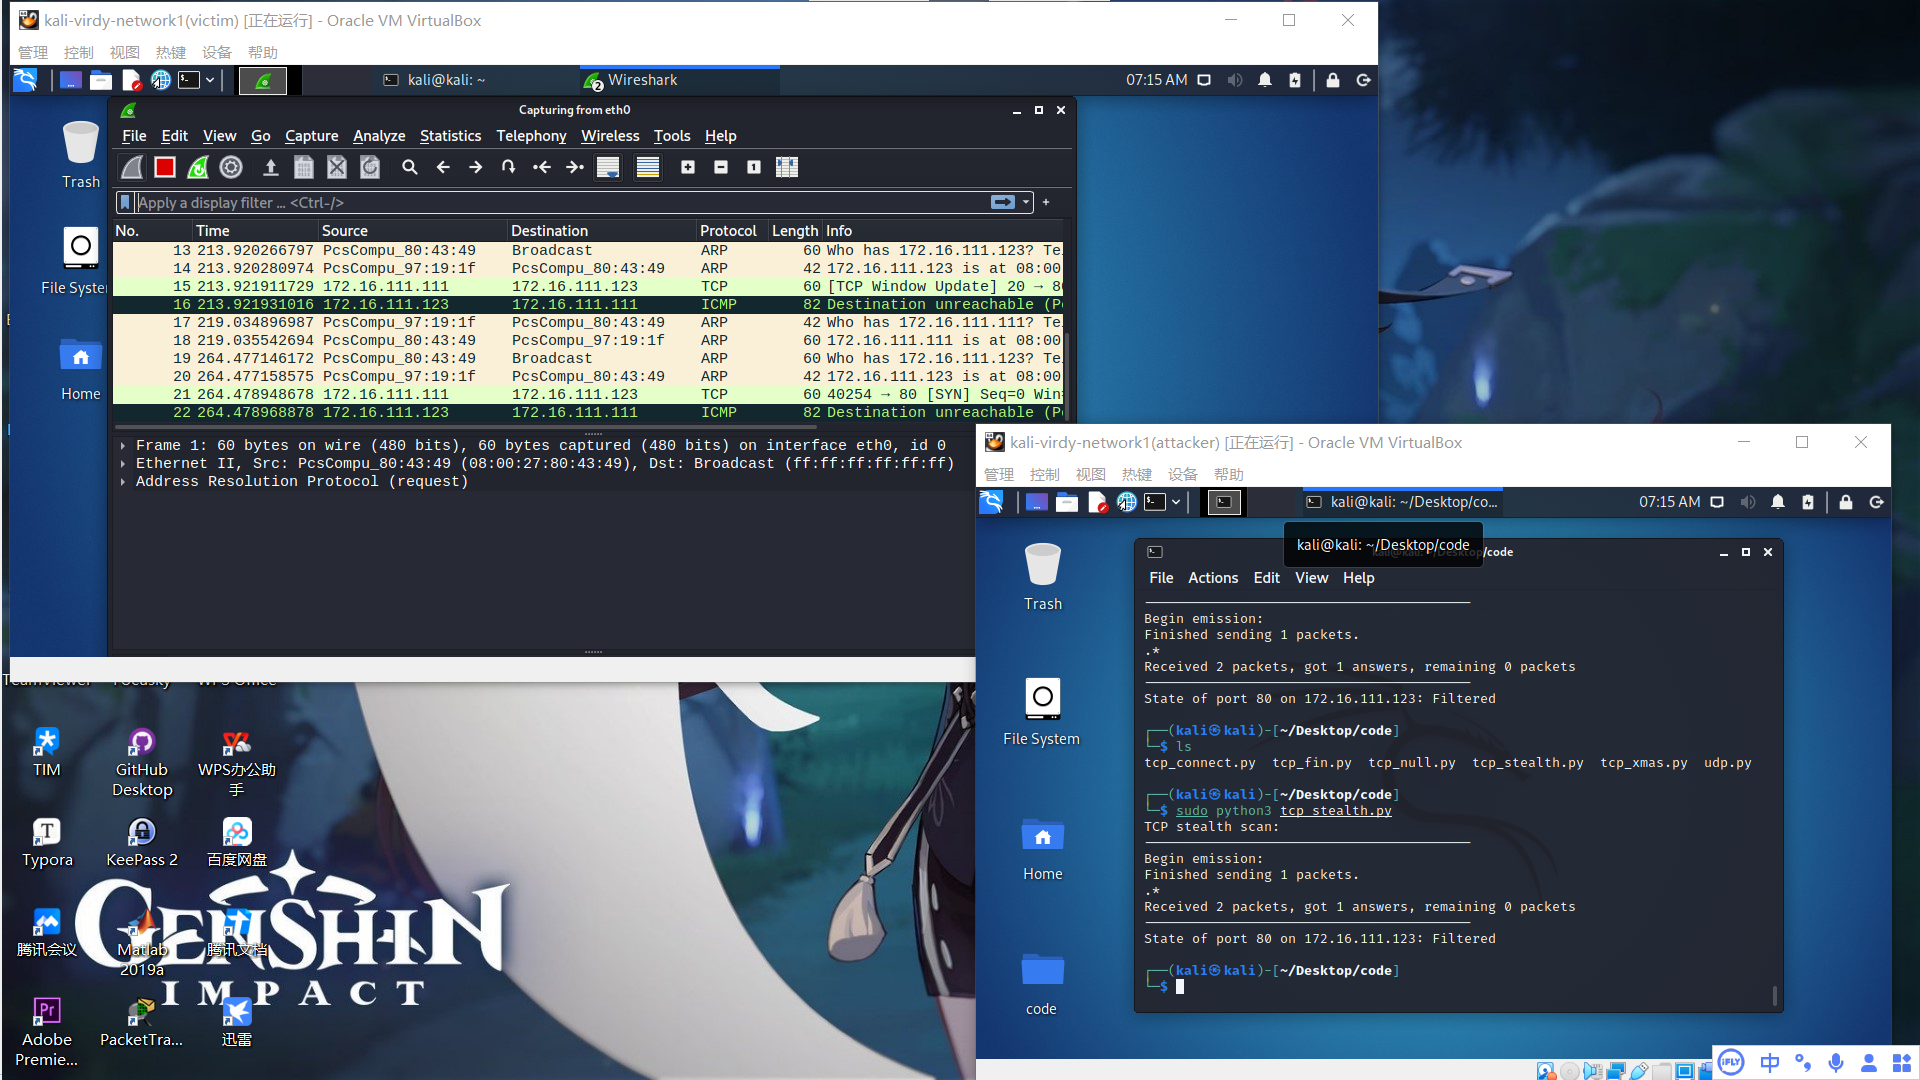 kali-virdy-network1(victim) [正在运行] - Oracle VM VirtualBox
管理 控制 视图 热键 设备 帮助
kali@kali: ~
2 Wireshark
07:15 AM
Trash
File Syste
Home
Capturing from eth0
File Edit View Go Capture Analyze Statistics Telephony Wireless Tools Help
Apply a display filter ... <Ctrl-/>
No. Time Source Destination Protocol Length Info
13 213.920266797 PcsCompu_80:43:49 Broadcast ARP 60 Who has 172.16.111.123? Te
14 213.920280974 PcsCompu_97:19:1f PcsCompu_80:43:49 ARP 42 172.16.111.123 is at 08:00
15 213.921911729 172.16.111.111 172.16.111.123 TCP 60 [TCP Window Update] 20 → 8
16 213.921931016 172.16.111.123 172.16.111.111 ICMP 82 Destination unreachable (P
17 219.034896987 PcsCompu_97:19:1f PcsCompu_80:43:49 ARP 42 Who has 172.16.111.111? Te
18 219.035542694 PcsCompu_80:43:49 PcsCompu_97:19:1f ARP 60 172.16.111.111 is at 08:00
19 264.477146172 PcsCompu_80:43:49 Broadcast ARP 60 Who has 172.16.111.123? Te
20 264.477158575 PcsCompu_97:19:1f PcsCompu_80:43:49 ARP 42 172.16.111.123 is at 08:00
21 264.478948678 172.16.111.111 172.16.111.123 TCP 60 40254 → 80 [SYN] Seq=0 Win
22 264.478968878 172.16.111.123 172.16.111.111 ICMP 82 Destination unreachable (P
Frame 1: 60 bytes on wire (480 bits), 60 bytes captured (480 bits) on interface eth0, id 0
Ethernet II, Src: PcsCompu_80:43:49 (08:00:27:80:43:49), Dst: Broadcast (ff:ff:ff:ff:ff:ff)
Address Resolution Protocol (request)
kali-virdy-network1(attacker) [正在运行] - Oracle VM VirtualBox
管理 控制 视图 热键 设备 帮助
kali@kali: ~/Desktop/co...
07:15 AM
kali@kali: ~/Desktop/code
Trash
File System
Home
code
File Actions Edit View Help
Begin emission:
Finished sending 1 packets.
.*
Received 2 packets, got 1 answers, remaining 0 packets
State of port 80 on 172.16.111.123: Filtered
┌──(kali㉿kali)-[~/Desktop/code]
└─$ ls
tcp_connect.py tcp_fin.py tcp_null.py tcp_stealth.py tcp_xmas.py udp.py
┌──(kali㉿kali)-[~/Desktop/code]
└─$ sudo python3 tcp_stealth.py
TCP stealth scan:
Begin emission:
Finished sending 1 packets.
.*
Received 2 packets, got 1 answers, remaining 0 packets
State of port 80 on 172.16.111.123: Filtered
┌──(kali㉿kali)-[~/Desktop/code]
└─$
TIM
GitHub Desktop
WPS办公助手
Typora
KeePass 2
百度网盘
腾讯会议
Matlab 2019a
腾讯文档
Adobe Premie...
PacketTra...
迅雷
GENSHIN
IMPACT
iFLY 中